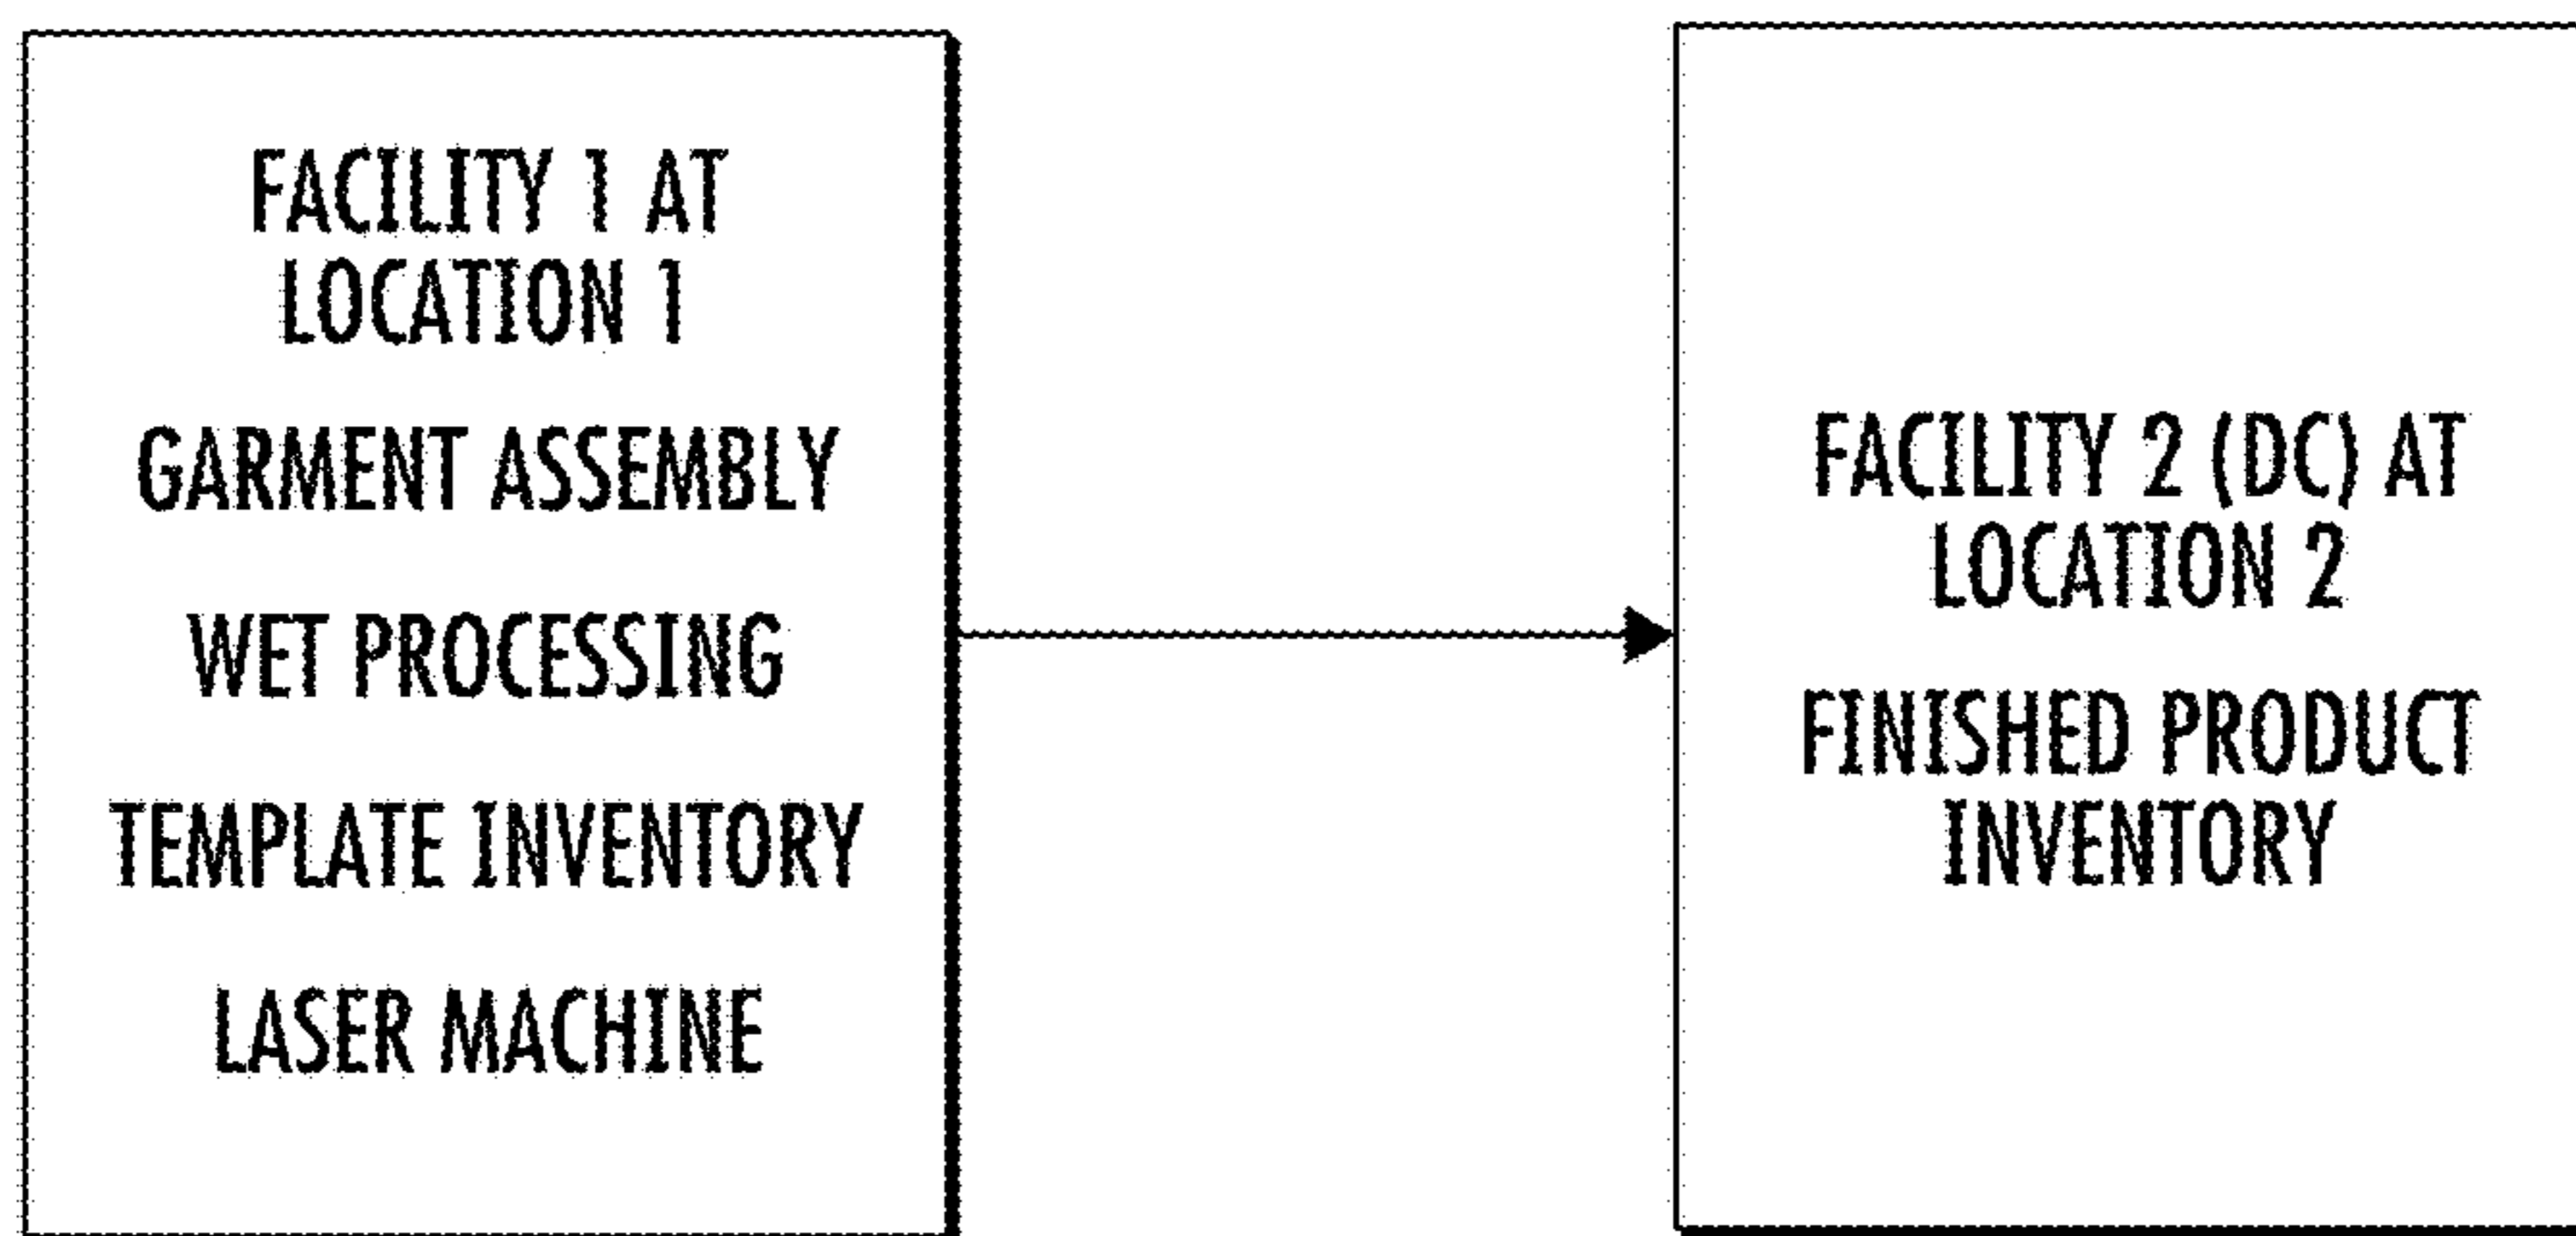 FACILITY 1 AT
LOCATION 1
GARMENT ASSEMBLY
WET PROCESSING
TEMPLATE INVENTORY
LASER MACHINE
FACILITY 2 (DC) AT
LOCATION 2
FINISHED PRODUCT
INVENTORY